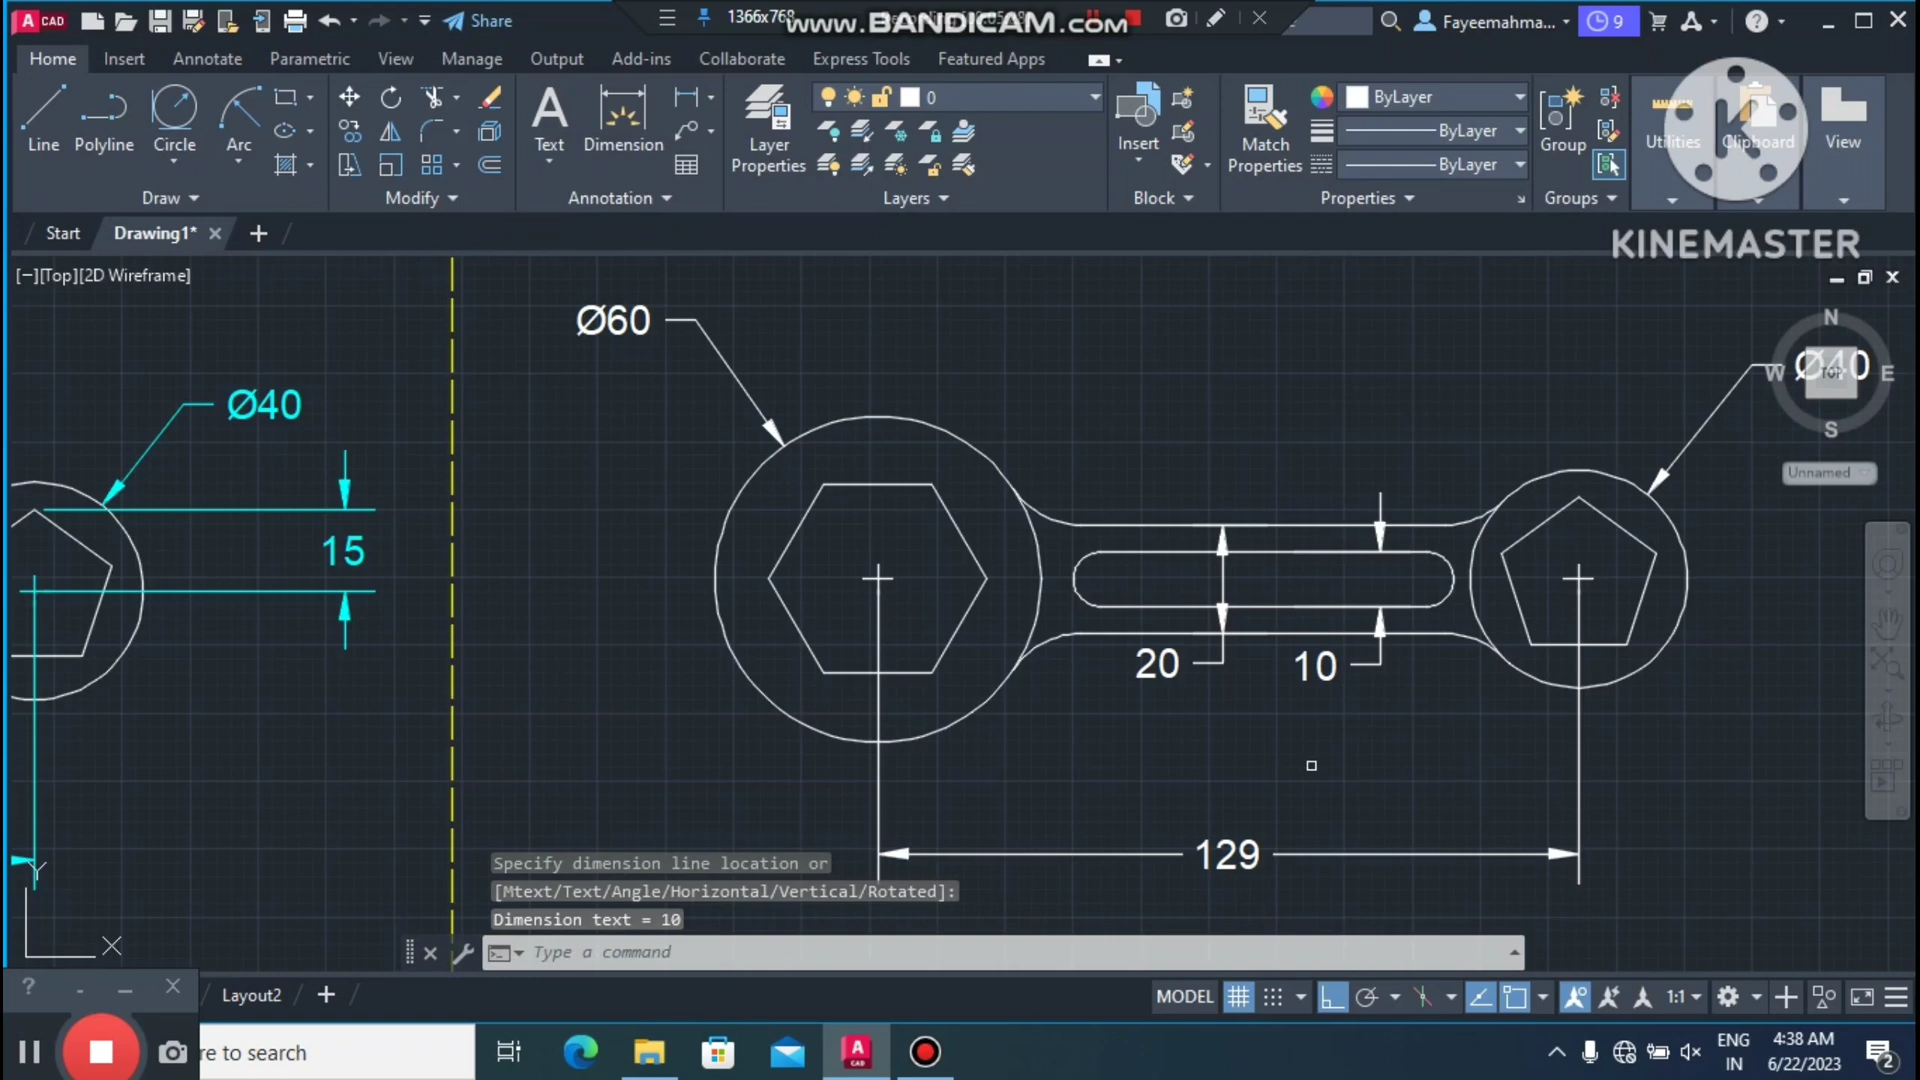 CAD
Share
1366x768
www.BANDICAM.com
Fayeemahma...
9
Home Insert Annotate Parametric View Manage Output Add-ins Collaborate Express Tools Featured Apps
0
ByLayer
ByLayer
ByLayer
Line Polyline Circle Arc
Text Dimension
Layer
Properties
Insert
Match
Properties
Group
Utilities
Clipboard
View
Draw
Modify
Annotation
Layers
Block
Properties
Groups
KINEMASTER
Start
Drawing1*
[−][Top][2D Wireframe]
N
W
TOP
E
S
Unnamed
Ø60
Ø40
Ø40
15
20
10
129
Y
X
Specify dimension line location or
[Mtext/Text/Angle/Horizontal/Vertical/Rotated]:
Dimension text = 10
Type a command
Layout2
MODEL
1:1
re to search
A
CAD
ENG
IN
4:38 AM
6/22/2023
2